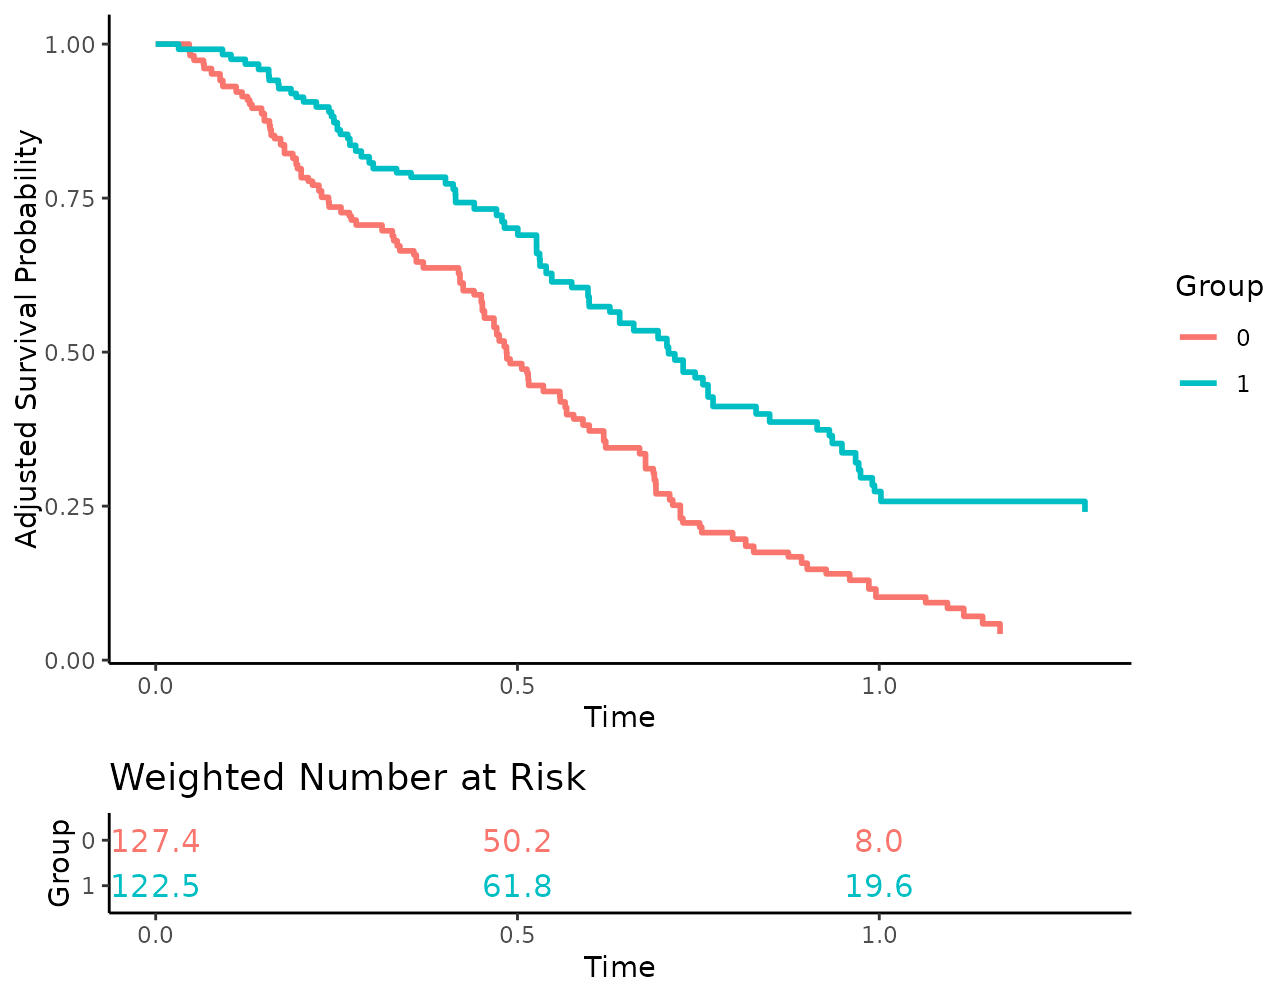 1.00
0.75
0.50
0.25
0.00
Adjusted Survival Probability
0.0 0.5 1.0
Time
Group
0
1
Weighted Number at Risk
Group
0 127.4 50.2 8.0
1 122.5 61.8 19.6
0.0 0.5 1.0
Time